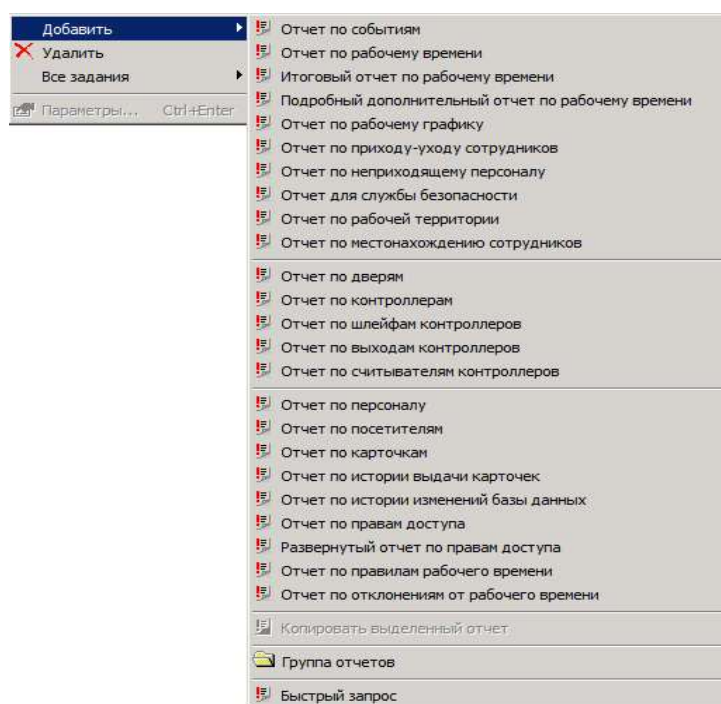 Добавить
Удалить
Все задания
Параметры... Ctrl+Enter
Отчет по событиям
Отчет по рабочему времени
Итоговый отчет по рабочему времени
Подробный дополнительный отчет по рабочему времени
Отчет по рабочему графику
Отчет по приходу-уходу сотрудников
Отчет по неприходящему персоналу
Отчет для службы безопасности
Отчет по рабочей территории
Отчет по местонахождению сотрудников
Отчет по дверям
Отчет по контроллерам
Отчет по шлейфам контроллеров
Отчет по выходам контроллеров
Отчет по считывателям контроллеров
Отчет по персоналу
Отчет по посетителям
Отчет по карточкам
Отчет по истории выдачи карточек
Отчет по истории изменений базы данных
Отчет по правам доступа
Развернутый отчет по правам доступа
Отчет по правилам рабочего времени
Отчет по отклонениям от рабочего времени
Копировать выделенный отчет
Группа отчетов
Быстрый запрос